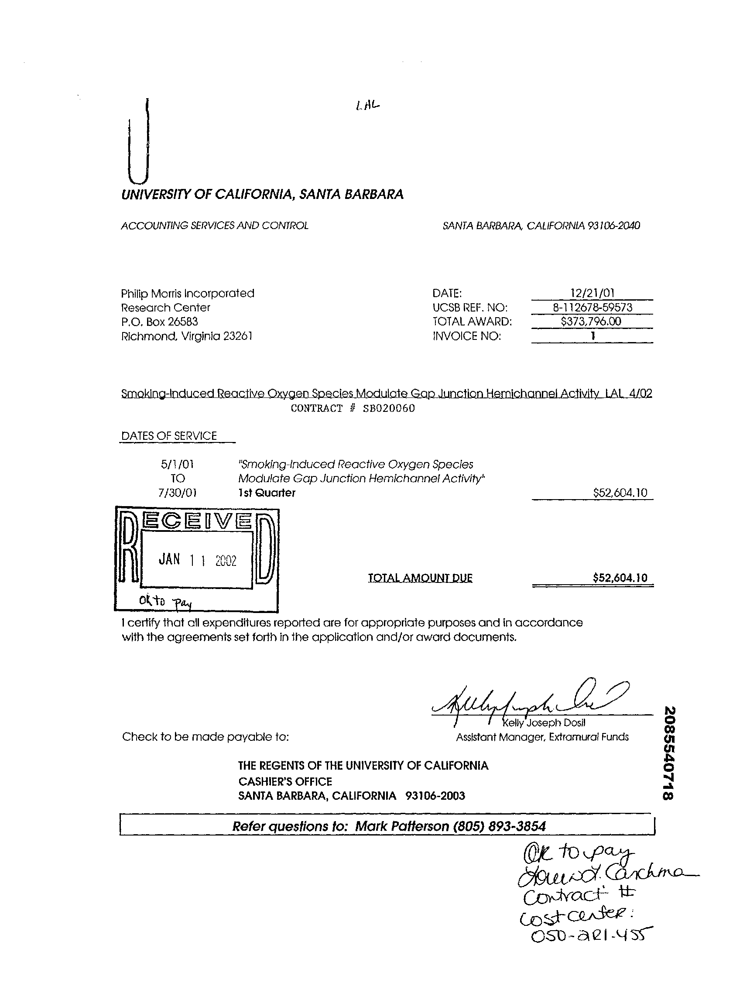 LAL
UNIVERSITY OF CALIFORNIA, SANTA BARBARA
ACCOUNTING SERVICES AND CONTROL
SANTA BARBARA, CALIFORNIA 93106-2040
Philip Morris Incorporated
Research Center
P.O. Box 26583
Richmond, Virginia 23261
DATE: 12/21/01
UCSB REF. NO: 8-112678-59573
TOTAL AWARD: $373,796.00
INVOICE NO: 1
Smoking-Induced Reactive Oxygen Species Modulate Gap Junction Hemichannel Activity LAL 4/02
CONTRACT # SB020060
DATES OF SERVICE
5/1/01 "Smoking-Induced Reactive Oxygen Species
TO Modulate Gap Junction Hemichannel Activity"
7/30/01 1st Quarter $52,604.10
RECEIVED
JAN 11 2002
Ok to pay
TOTAL AMOUNT DUE $52,604.10
I certify that all expenditures reported are for appropriate purposes and in accordance
with the agreements set forth in the application and/or award documents.
Kelly Joseph Dosil
Assistant Manager, Extramural Funds
Check to be made payable to:
THE REGENTS OF THE UNIVERSITY OF CALIFORNIA
CASHIER'S OFFICE
SANTA BARBARA, CALIFORNIA 93106-2003
2085540718
Refer questions to: Mark Patterson (805) 893-3854
OK to pay
Contract #
Cost center: